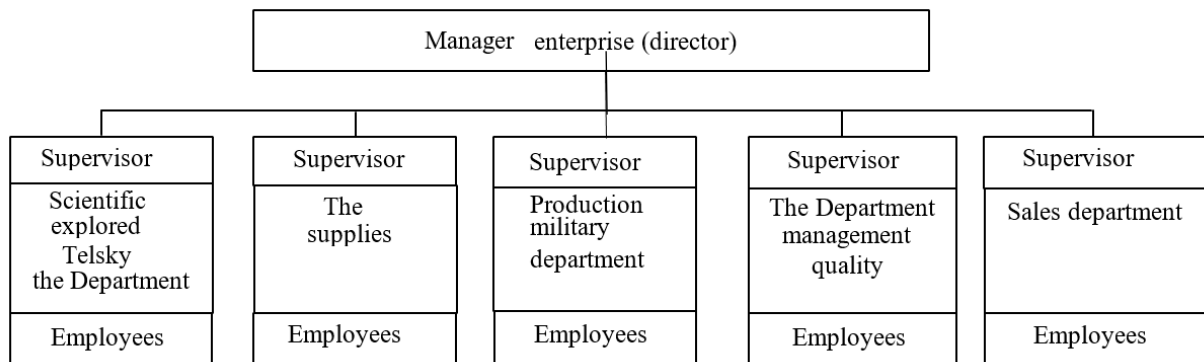 Manager enterprise (director)
Supervisor
Scientific
explored
Telsky
the Department
Employees
Supervisor
The
supplies
Employees
Supervisor
Production
military
department
Employees
Supervisor
The Department
management
quality
Employees
Supervisor
Sales department
Employees